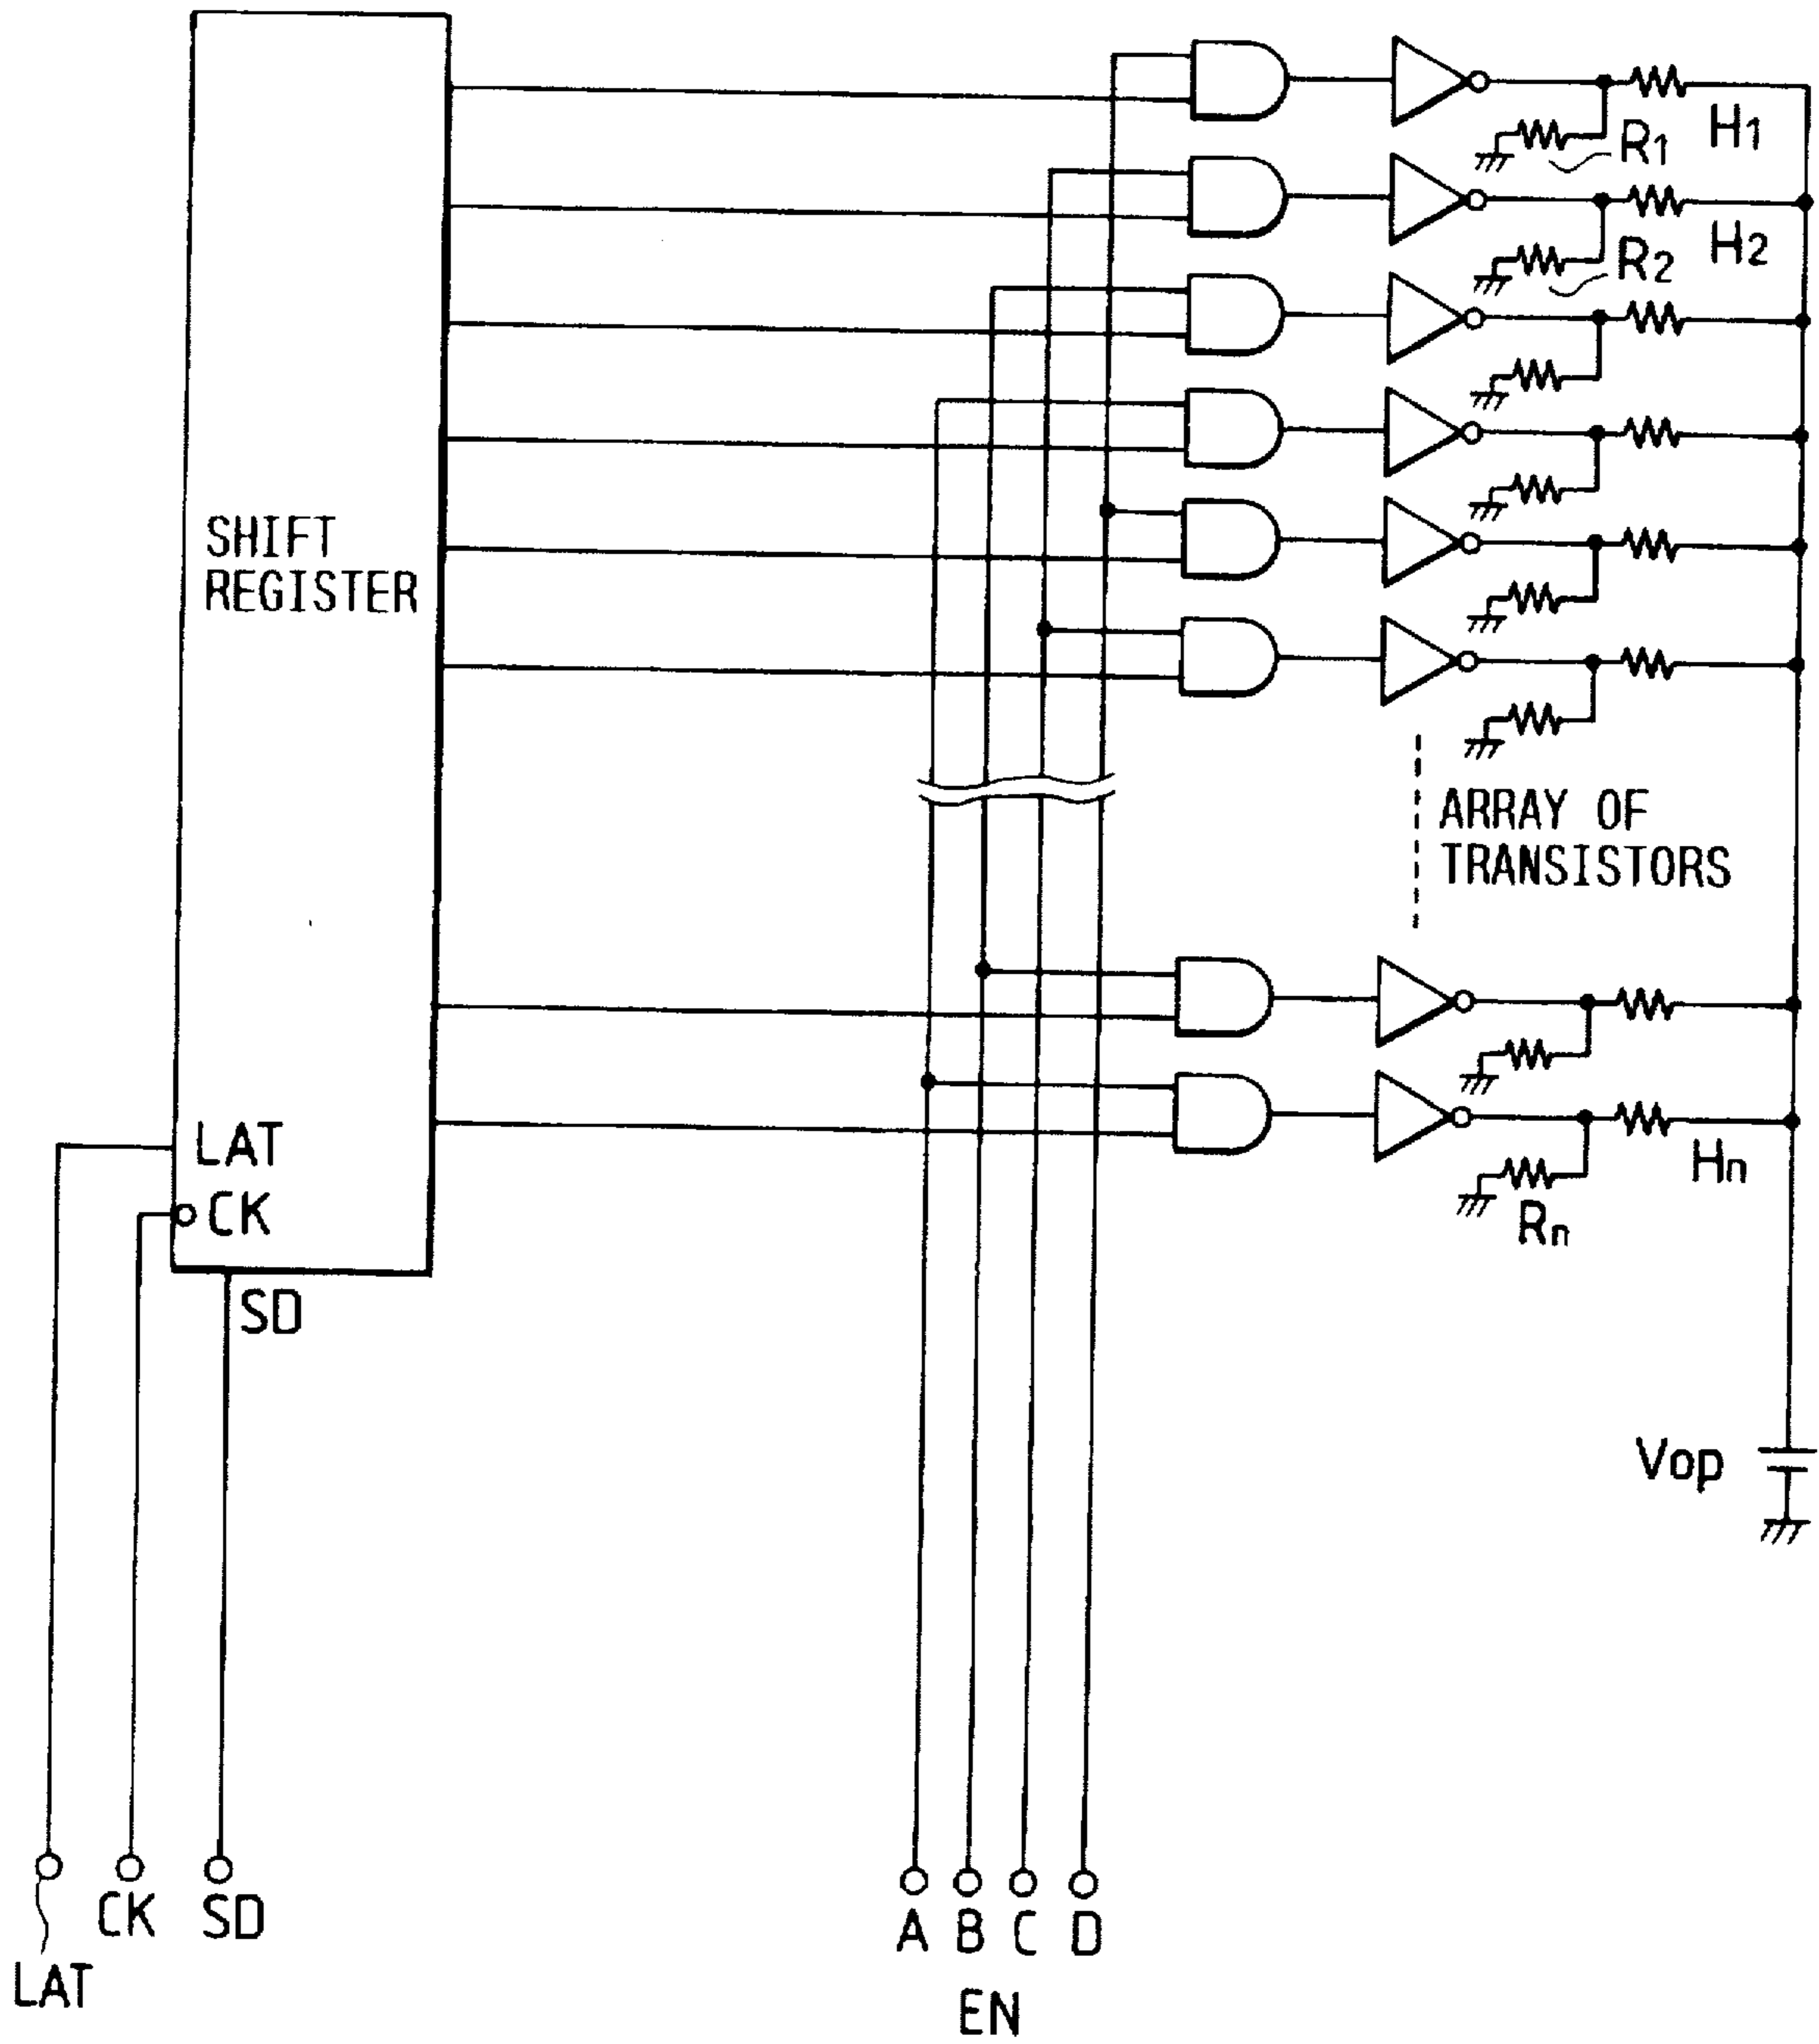 H1
R1
H2
R2
SHIFT
REGISTER
ARRAY OF
TRANSISTORS
LAT
CK
SD
Hn
Rn
Vop
CK SD
LAT
A B C D
EN